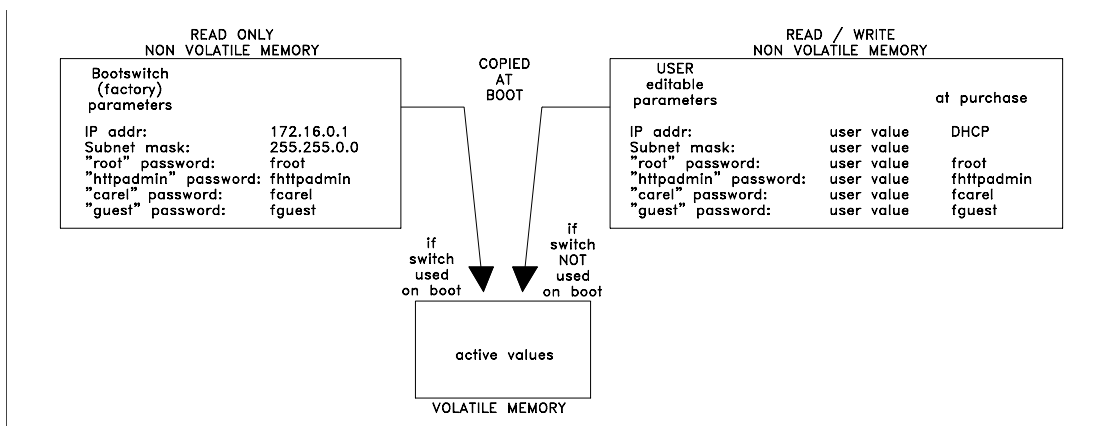 READ ONLY
NON VOLATILE MEMORY
Bootswitch
(factory)
parameters
IP addr: 172.16.0.1
Subnet mask: 255.255.0.0
"root" password: froot
"httpadmin" password: fhttpadmin
"carel" password: fcarel
"guest" password: fguest
COPIED
AT
BOOT
READ / WRITE
NON VOLATILE MEMORY
USER
editable
parameters
at purchase
IP addr: user value DHCP
Subnet mask: user value
"root" password: user value froot
"httpadmin" password: user value fhttpadmin
"carel" password: user value fcarel
"guest" password: user value fguest
if
switch
used
on boot
if
switch
NOT
used
on boot
active values
VOLATILE MEMORY